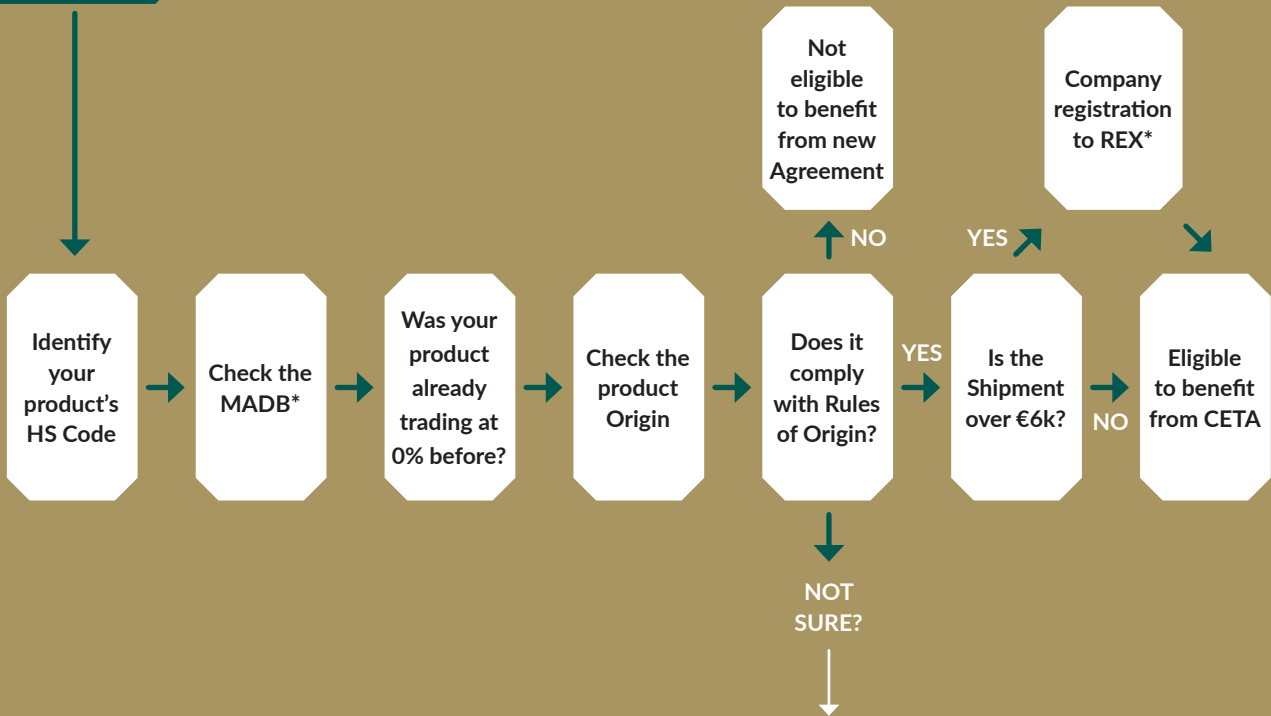 Not
eligible
to benefit
from new
Agreement
Company
registration
to REX*
NO
YES
Identify
your
product’s
HS Code
Check the
MADB*
Was your
product
already
trading at
0% before?
Check the
product
Origin
Does it
comply
with Rules
of Origin?
YES
Is the
Shipment
over €6k?
NO
Eligible
to benefit
from CETA
NOT
SURE?